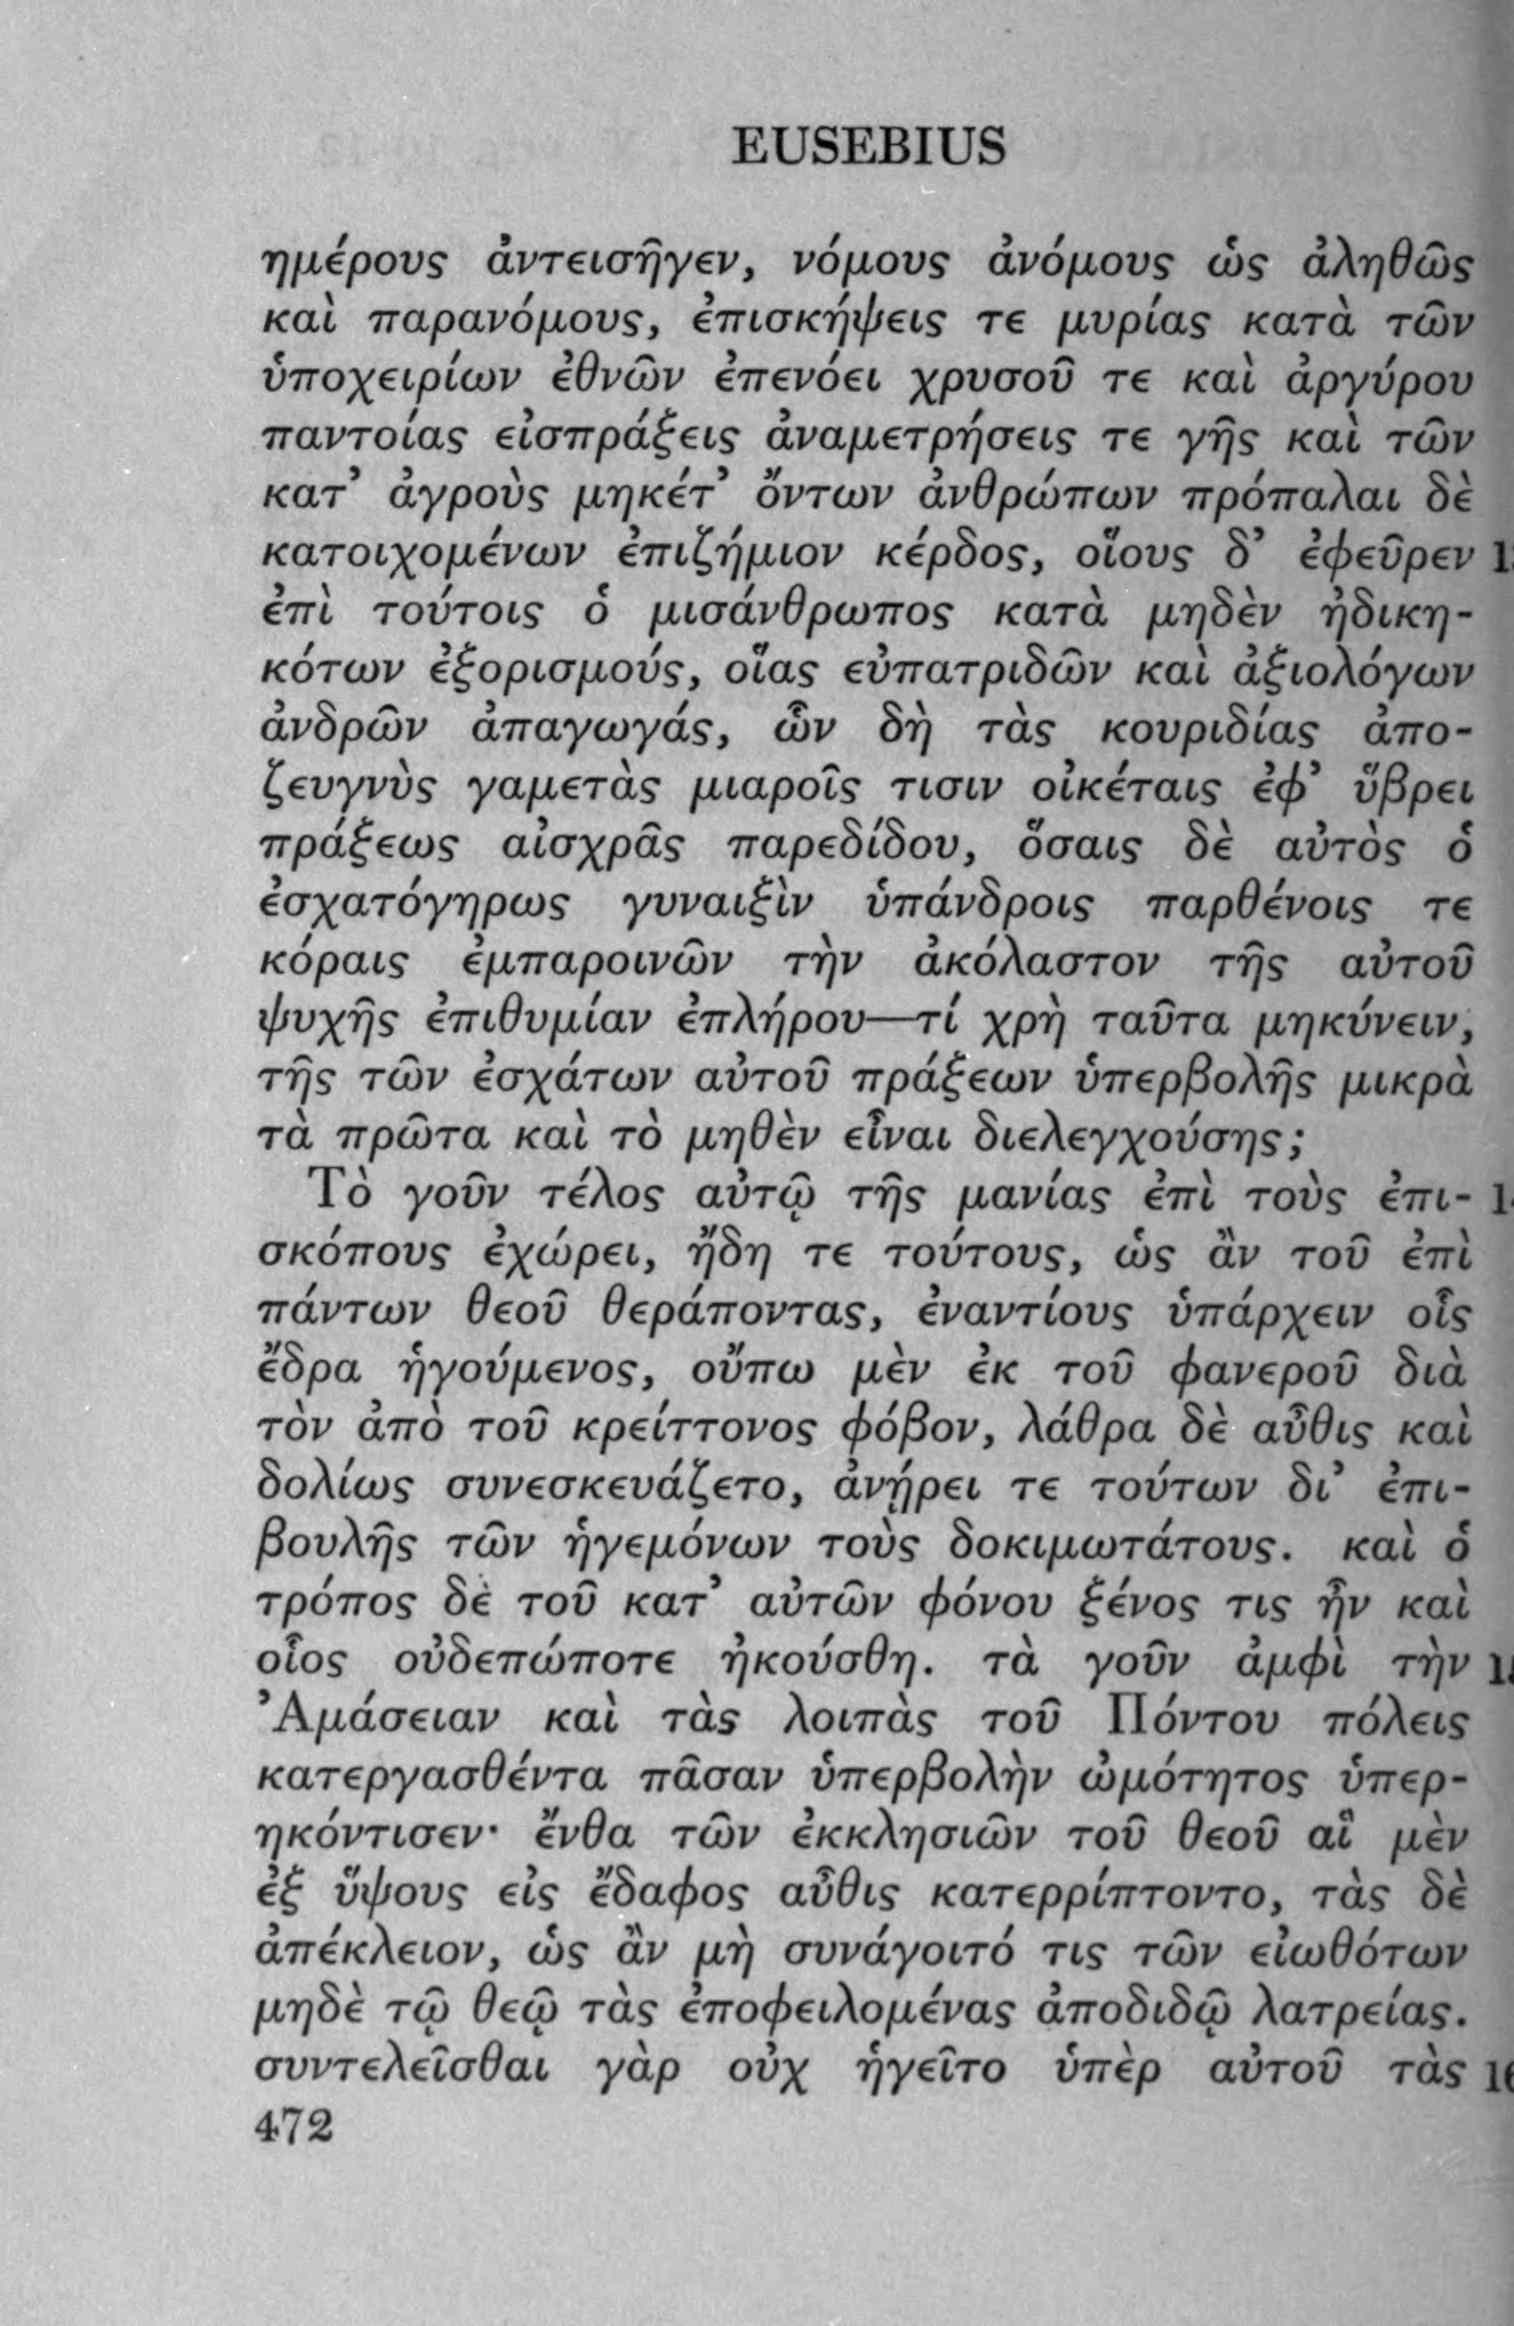 EUSEBIUS
ημέρους ἀντεισῆγεν, νόμους ἀνόμους ὡς ἀληθῶς
καὶ παρανόμους, ἐπισκήψεις τε μυρίας κατὰ τῶν
ὑποχειρίων ἐθνῶν ἐπενόει χρυσοῦ τε καὶ ἀργύρου
παντοίας εἰσπράξεις ἀναμετρήσεις τε γῆς καὶ τῶν
κατ’ ἀγροὺς μηκέτ’ ὄντων ἀνθρώπων πρόπαλαι δὲ
κατοιχομένων ἐπιζήμιον κέρδος, οἵους δ’ ἐφεῦρεν
ἐπὶ τούτοις ὁ μισάνθρωπος κατὰ μηδὲν ἠδικη-
κότων ἐξορισμούς, οἵας εὐπατριδῶν καὶ ἀξιολόγων
ἀνδρῶν ἀπαγωγάς, ὧν δὴ τὰς κουριδίας ἀπο-
ζευγνὺς γαμετὰς μιαροῖς τισιν οἰκέταις ἐφ’ ὕβρει
πράξεως αἰσχρᾶς παρεδίδου, ὅσαις δὲ αὐτὸς ὁ
ἐσχατόγηρως γυναιξὶν ὑπάνδροις παρθένοις τε
κόραις ἐμπαροινῶν τὴν ἀκόλαστον τῆς αὐτοῦ
ψυχῆς ἐπιθυμίαν ἐπλήρου—τί χρὴ ταῦτα μηκύνειν,
τῆς τῶν ἐσχάτων αὐτοῦ πράξεων ὑπερβολῆς μικρὰ
τὰ πρῶτα καὶ τὸ μηθὲν εἶναι διελεγχούσης;
Τὸ γοῦν τέλος αὐτῷ τῆς μανίας ἐπὶ τοὺς ἐπι-
σκόπους ἐχώρει, ἤδη τε τούτους, ὡς ἂν τοῦ ἐπὶ
πάντων θεοῦ θεράποντας, ἐναντίους ὑπάρχειν οἷς
ἔδρα ἡγούμενος, οὔπω μὲν ἐκ τοῦ φανεροῦ διὰ
τὸν ἀπὸ τοῦ κρείττονος φόβον, λάθρα δὲ αὖθις καὶ
δολίως συνεσκευάζετο, ἀνῄρει τε τούτων δι’ ἐπι-
βουλῆς τῶν ἡγεμόνων τοὺς δοκιμωτάτους. καὶ ὁ
τρόπος δὲ τοῦ κατ’ αὐτῶν φόνου ξένος τις ἦν καὶ
οἷος οὐδεπώποτε ἠκούσθη. τὰ γοῦν ἀμφὶ τὴν
Ἀμάσειαν καὶ τὰς λοιπὰς τοῦ Πόντου πόλεις
κατεργασθέντα πᾶσαν ὑπερβολὴν ὠμότητος ὑπερ-
ηκόντισεν· ἔνθα τῶν ἐκκλησιῶν τοῦ θεοῦ αἳ μὲν
ἐξ ὕψους εἰς ἔδαφος αὖθις κατερρίπτοντο, τὰς δὲ
ἀπέκλειον, ὡς ἂν μὴ συνάγοιτό τις τῶν εἰωθότων
μηδὲ τῷ θεῷ τὰς ἐποφειλομένας ἀποδιδῷ λατρείας.
συντελεῖσθαι γὰρ οὐχ ἡγεῖτο ὑπὲρ αὐτοῦ τὰς
472